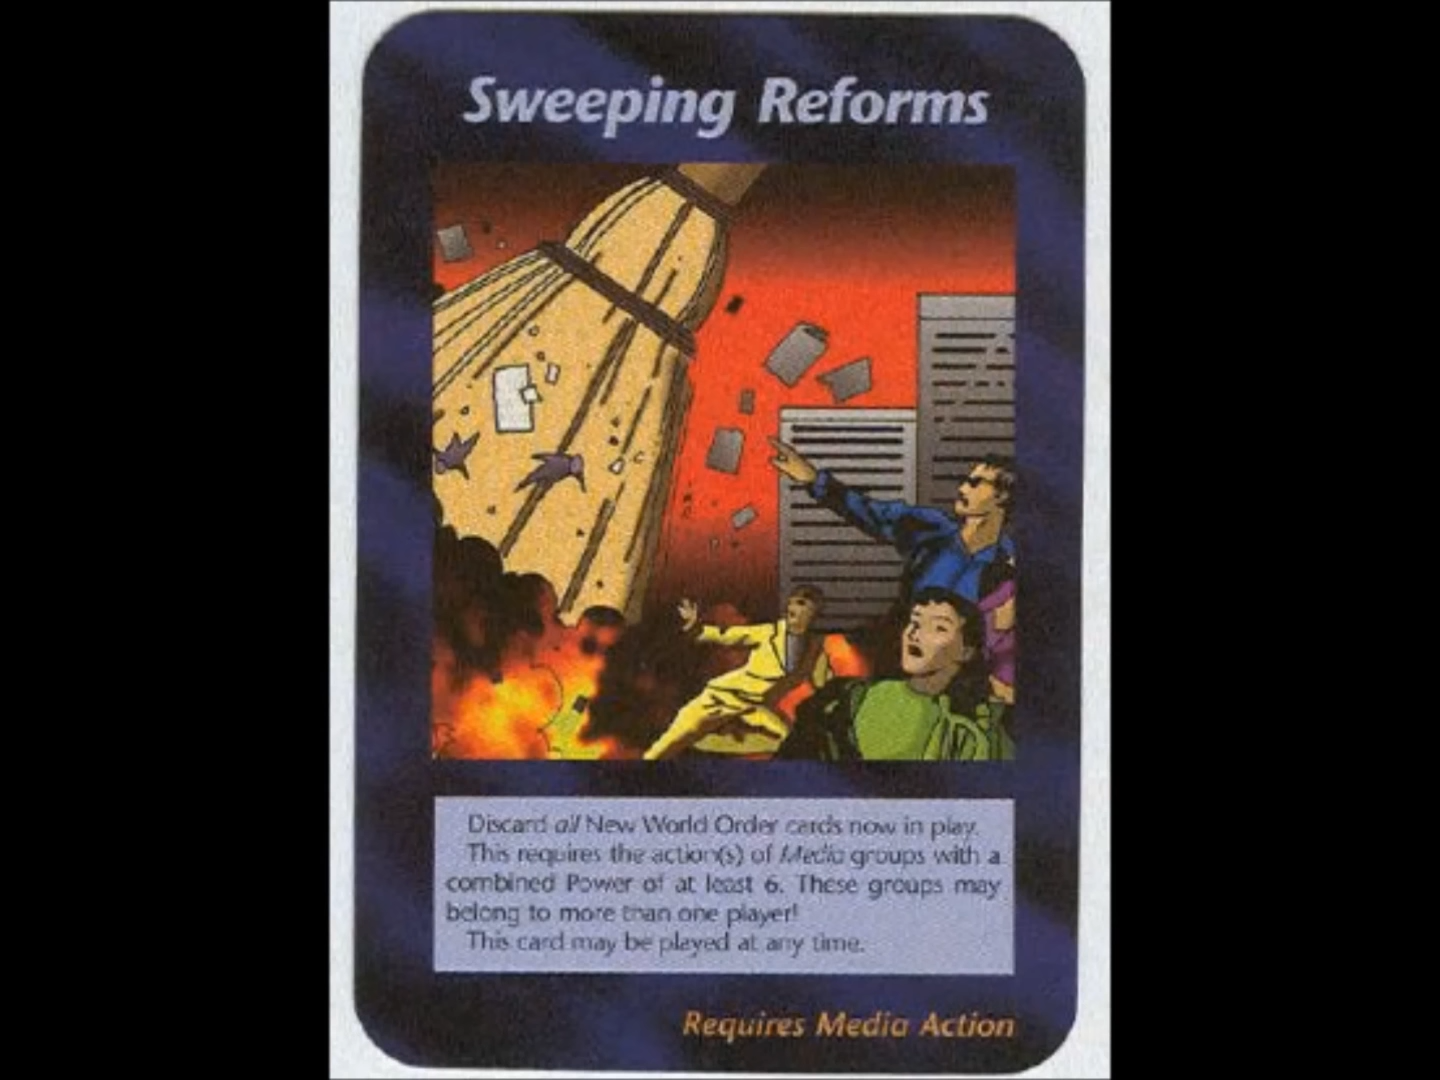 Sweeping Reforms
Discard all New World Order cards now in play.
This requires the action(s) of Media groups with a
combined Power of at least 6. These groups may
belong to more than one player!
This card may be played at any time.
Requires Media Action